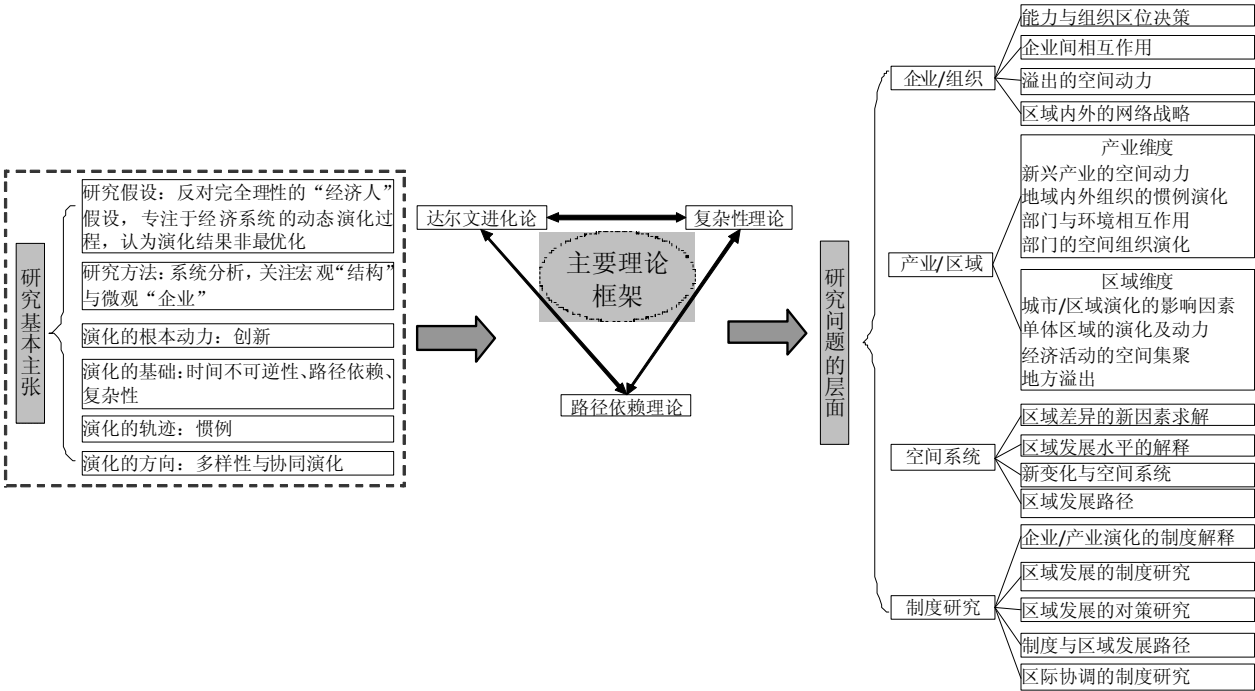 研究基本主张
研究假设：反对完全理性的“经济人”
假设，专注于经济系统的动态演化过
程，认为演化结果非最优化
研究方法：系统分析，关注宏观“结构”
与微观“企业”
演化的根本动力：创新
演化的基础：时间不可逆性、路径依赖、
复杂性
演化的轨迹：惯例
演化的方向：多样性与协同演化
达尔文进化论
复杂性理论
主要理论
框架
路径依赖理论
研究问题的层面
企业/组织
能力与组织区位决策
企业间相互作用
溢出的空间动力
区域内外的网络战略
产业/区域
产业维度
新兴产业的空间动力
地域内外组织的惯例演化
部门与环境相互作用
部门的空间组织演化
区域维度
城市/区域演化的影响因素
单体区域的演化及动力
经济活动的空间集聚
地方溢出
空间系统
区域差异的新因素求解
区域发展水平的解释
新变化与空间系统
区域发展路径
制度研究
企业/产业演化的制度解释
区域发展的制度研究
区域发展的对策研究
制度与区域发展路径
区际协调的制度研究